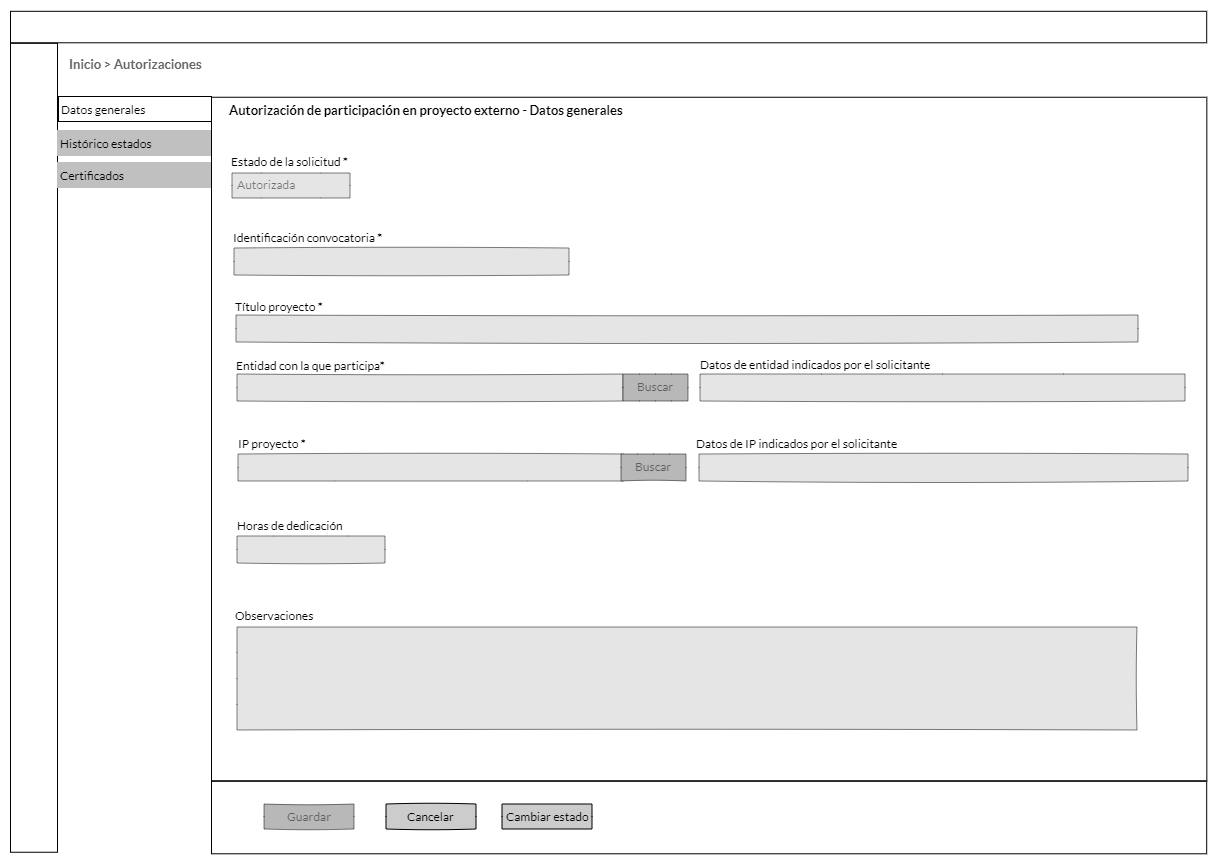 Inicio > Autorizaciones
Datos generales
Histórico estados
Certificados
Autorización de participación en proyecto externo - Datos generales
Estado de la solicitud *
Autorizada
Identificación convocatoria *
Título proyecto *
Entidad con la que participa*
Buscar
Datos de entidad indicados por el solicitante
IP proyecto *
Buscar
Datos de IP indicados por el solicitante
Horas de dedicación
Observaciones
Guardar
Cancelar
Cambiar estado